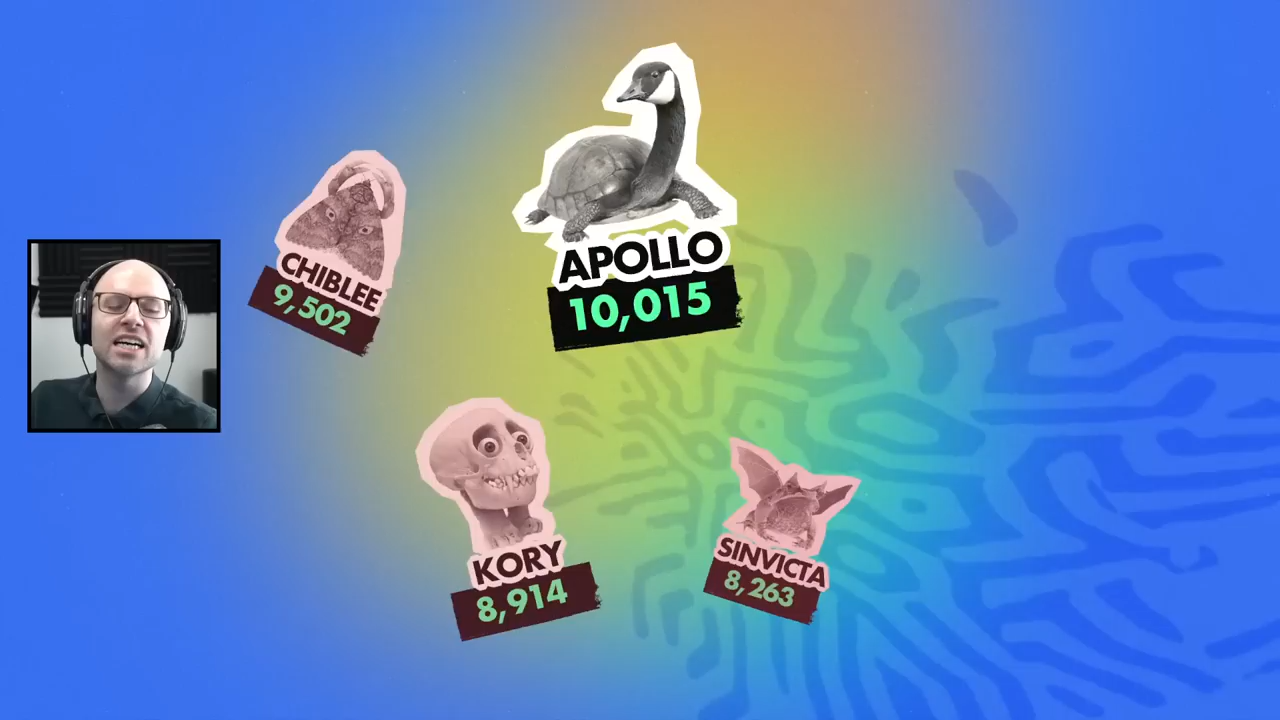 APOLLO
10,015
CHIBLEE
9,502
KORY
8,914
SINVICTA
8,263